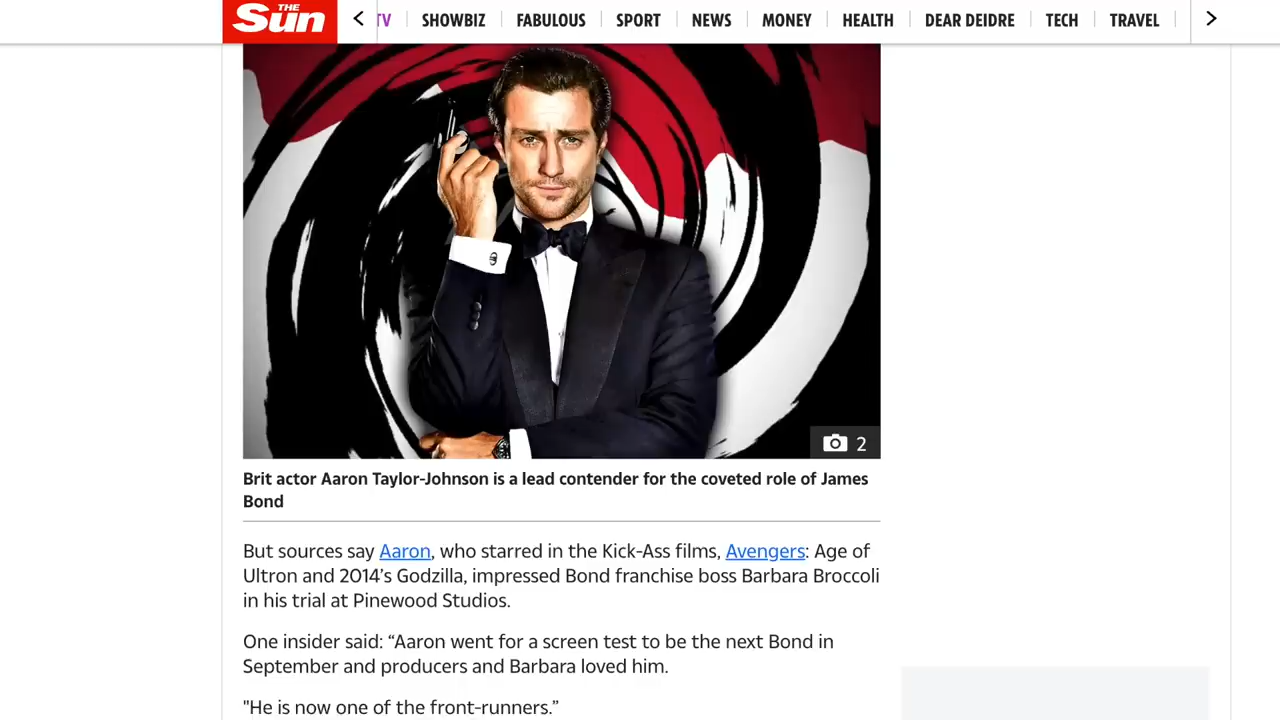 THE
Sun
TV
SHOWBIZ
FABULOUS
SPORT
NEWS
MONEY
HEALTH
DEAR DEIDRE
TECH
TRAVEL
2
Brit actor Aaron Taylor-Johnson is a lead contender for the coveted role of James
Bond
But sources say Aaron, who starred in the Kick-Ass films, Avengers: Age of
Ultron and 2014’s Godzilla, impressed Bond franchise boss Barbara Broccoli
in his trial at Pinewood Studios.
One insider said: “Aaron went for a screen test to be the next Bond in
September and producers and Barbara loved him.
"He is now one of the front-runners.”